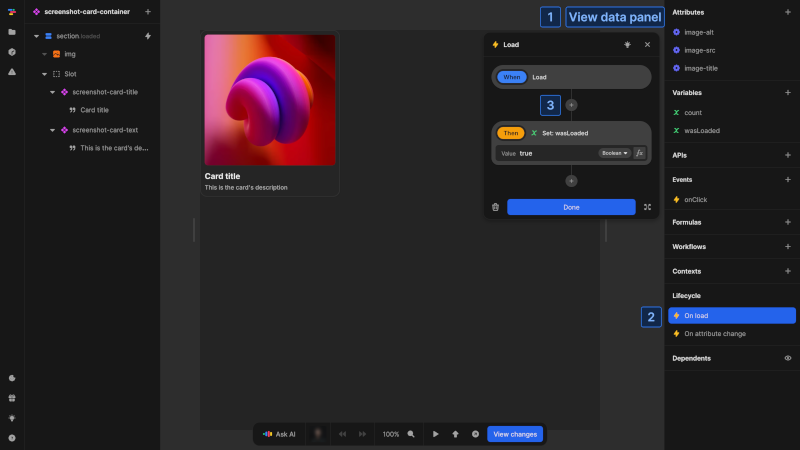 screenshot-card-container
section.loaded
img
Slot
screenshot-card-title
Card title
screenshot-card-text
This is the card's de...
Card title
This is the card's description
1
View data panel
Load
When
Load
3
Then
Set: wasLoaded
Value
true
Boolean
fx
Done
Ask AI
100%
View changes
Attributes
image-alt
image-src
image-title
Variables
count
wasLoaded
APIs
Events
onClick
Formulas
Workflows
Contexts
Lifecycle
2
On load
On attribute change
Dependents